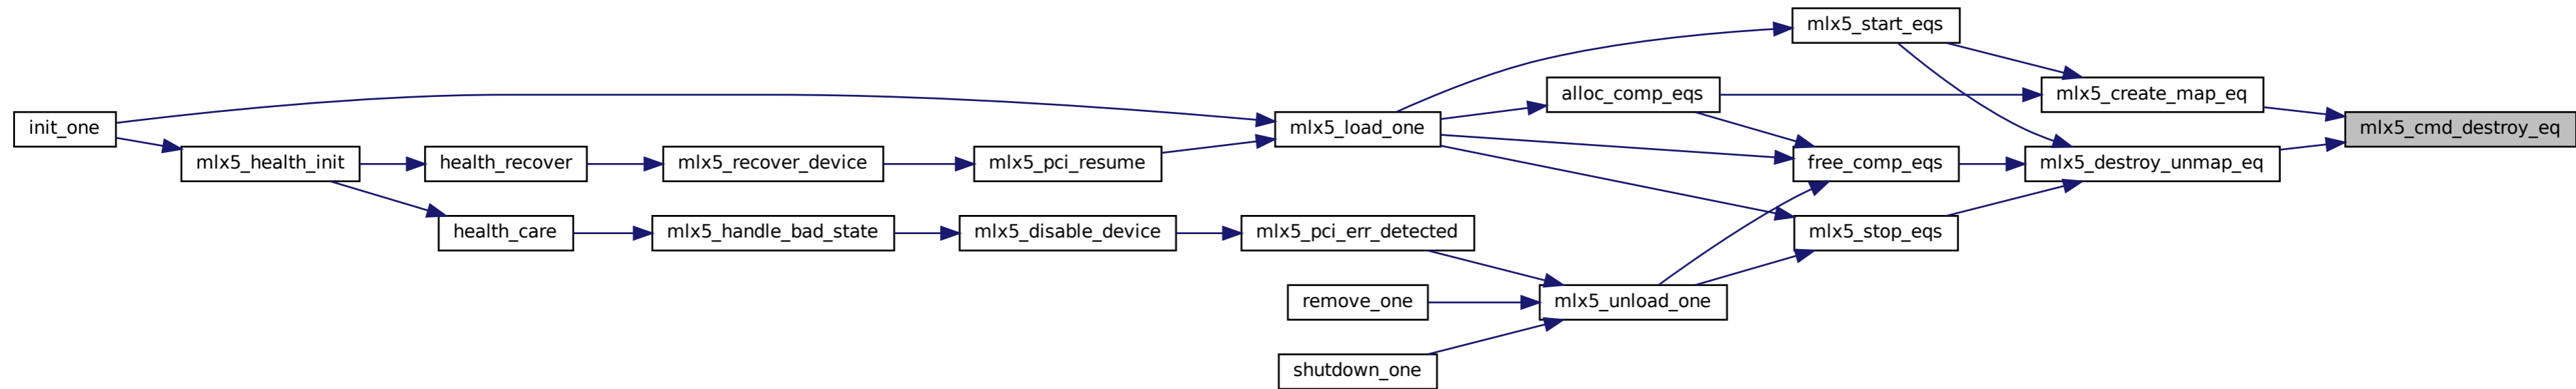 mlx5_start_eqs
alloc_comp_eqs
mlx5_create_map_eq
init_one
mlx5_load_one
mlx5_cmd_destroy_eq
mlx5_health_init
health_recover
mlx5_recover_device
mlx5_pci_resume
free_comp_eqs
mlx5_destroy_unmap_eq
health_care
mlx5_handle_bad_state
mlx5_disable_device
mlx5_pci_err_detected
mlx5_stop_eqs
remove_one
mlx5_unload_one
shutdown_one